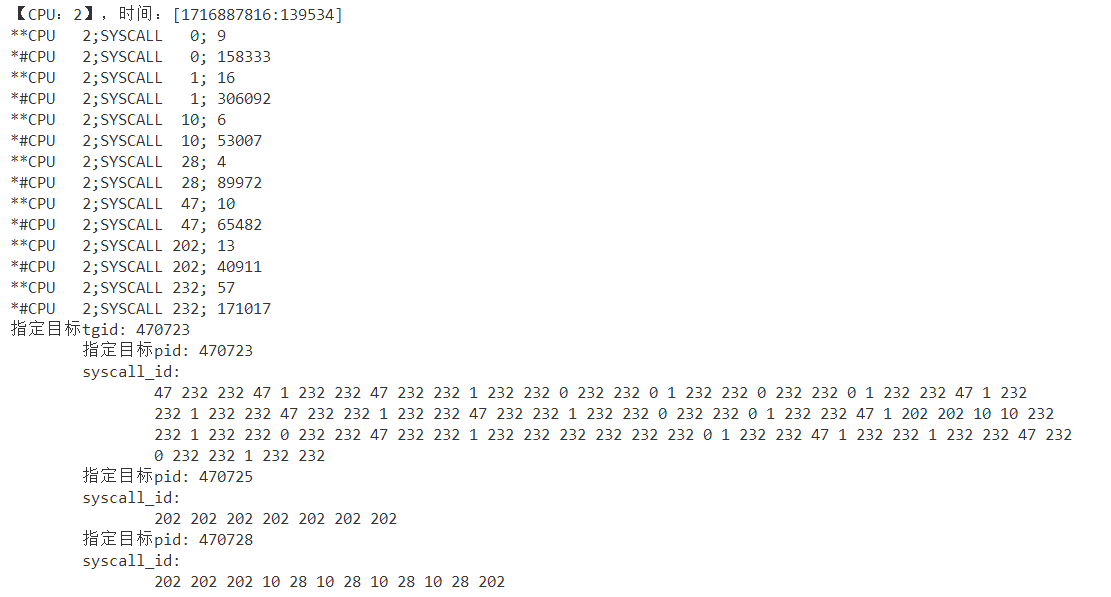 【CPU：2】，时间：[1716887816:139534]
**CPU   2;SYSCALL   0; 9
*#CPU   2;SYSCALL   0; 158333
**CPU   2;SYSCALL   1; 16
*#CPU   2;SYSCALL   1; 306092
**CPU   2;SYSCALL  10; 6
*#CPU   2;SYSCALL  10; 53007
**CPU   2;SYSCALL  28; 4
*#CPU   2;SYSCALL  28; 89972
**CPU   2;SYSCALL  47; 10
*#CPU   2;SYSCALL  47; 65482
**CPU   2;SYSCALL 202; 13
*#CPU   2;SYSCALL 202; 40911
**CPU   2;SYSCALL 232; 57
*#CPU   2;SYSCALL 232; 171017
指定目标tgid: 470723
指定目标pid: 470723
syscall_id:
47 232 232 47 1 232 232 47 232 232 1 232 232 0 232 232 0 1 232 232 0 232 232 0 1 232 232 47 1 232
232 1 232 232 47 232 232 1 232 232 47 232 232 1 232 232 0 232 232 0 1 232 232 47 1 202 202 10 10 232
232 1 232 232 0 232 232 47 232 232 1 232 232 232 232 232 232 0 1 232 232 47 1 232 232 1 232 232 47 232
0 232 232 1 232 232
指定目标pid: 470725
syscall_id:
202 202 202 202 202 202 202
指定目标pid: 470728
syscall_id:
202 202 202 10 28 10 28 10 28 10 28 202